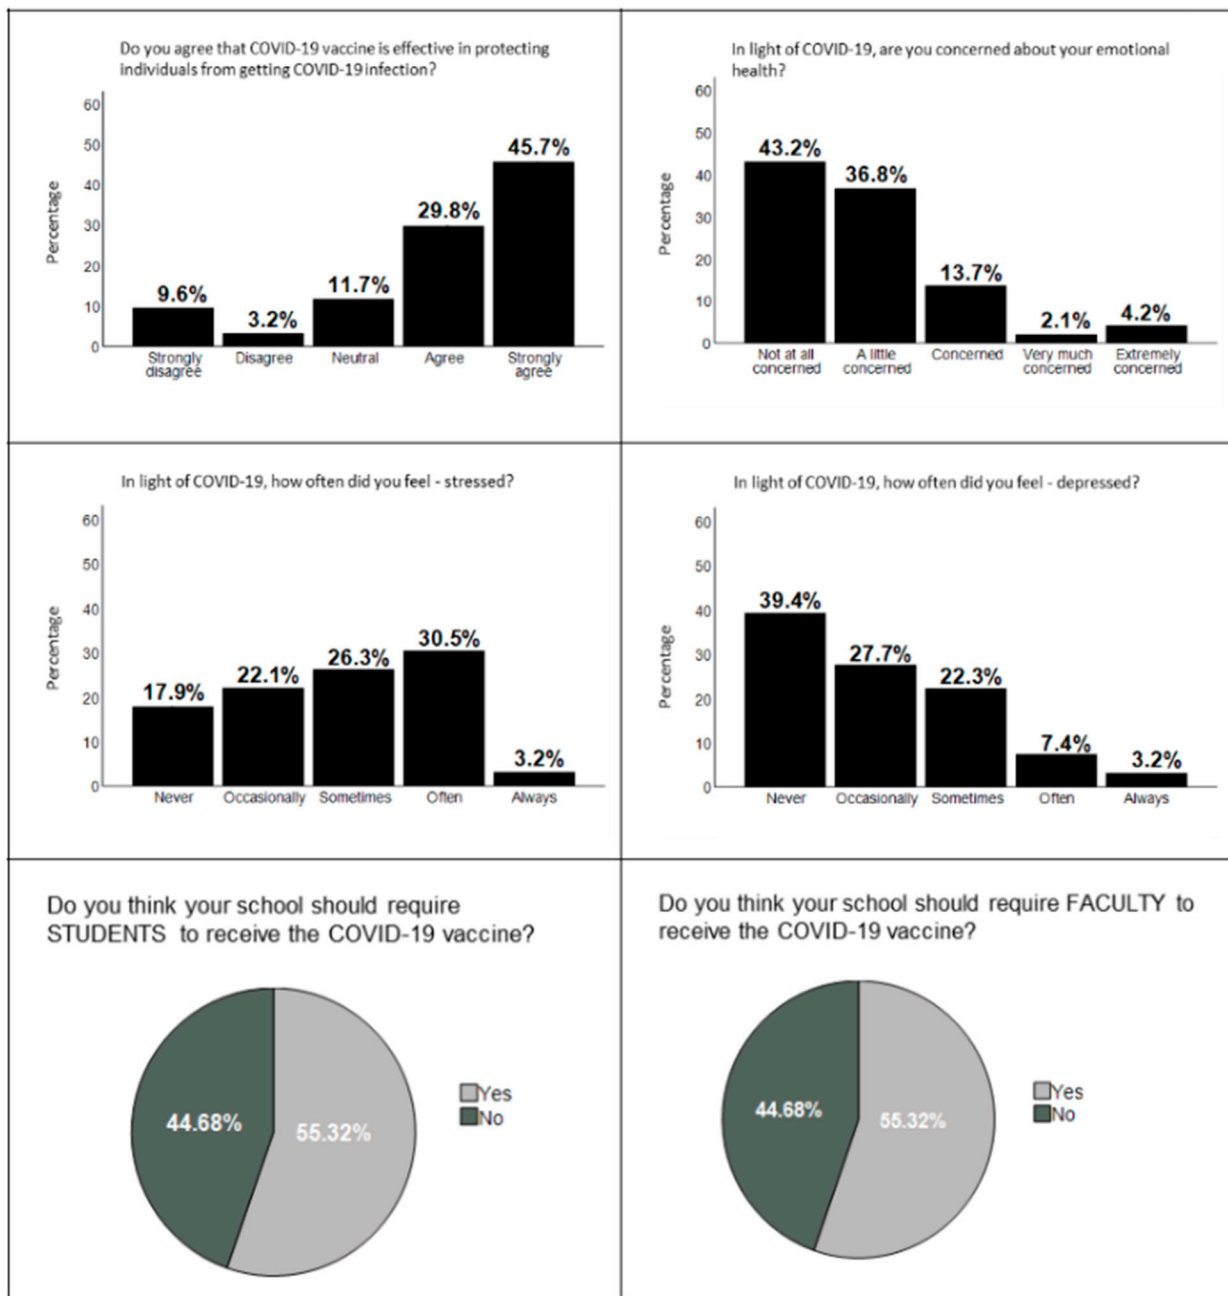 Do you agree that COVID-19 vaccine is effective in protecting
individuals from getting COVID-19 infection?
Percentage
60
50
40
30
20
10
0
9.6%
3.2%
11.7%
29.8%
45.7%
Strongly
disagree
Disagree
Neutral
Agree
Strongly
agree
In light of COVID-19, are you concerned about your emotional
health?
Percentage
60
50
40
30
20
10
0
43.2%
36.8%
13.7%
2.1%
4.2%
Not at all
concerned
A little
concerned
Concerned
Very much
concerned
Extremely
concerned
In light of COVID-19, how often did you feel - stressed?
Percentage
60
50
40
30
20
10
0
17.9%
22.1%
26.3%
30.5%
3.2%
Never
Occasionally
Sometimes
Often
Always
In light of COVID-19, how often did you feel - depressed?
Percentage
60
50
40
30
20
10
0
39.4%
27.7%
22.3%
7.4%
3.2%
Never
Occasionally
Sometimes
Often
Always
Do you think your school should require
STUDENTS to receive the COVID-19 vaccine?
44.68%
55.32%
Yes
No
Do you think your school should require FACULTY to
receive the COVID-19 vaccine?
44.68%
55.32%
Yes
No